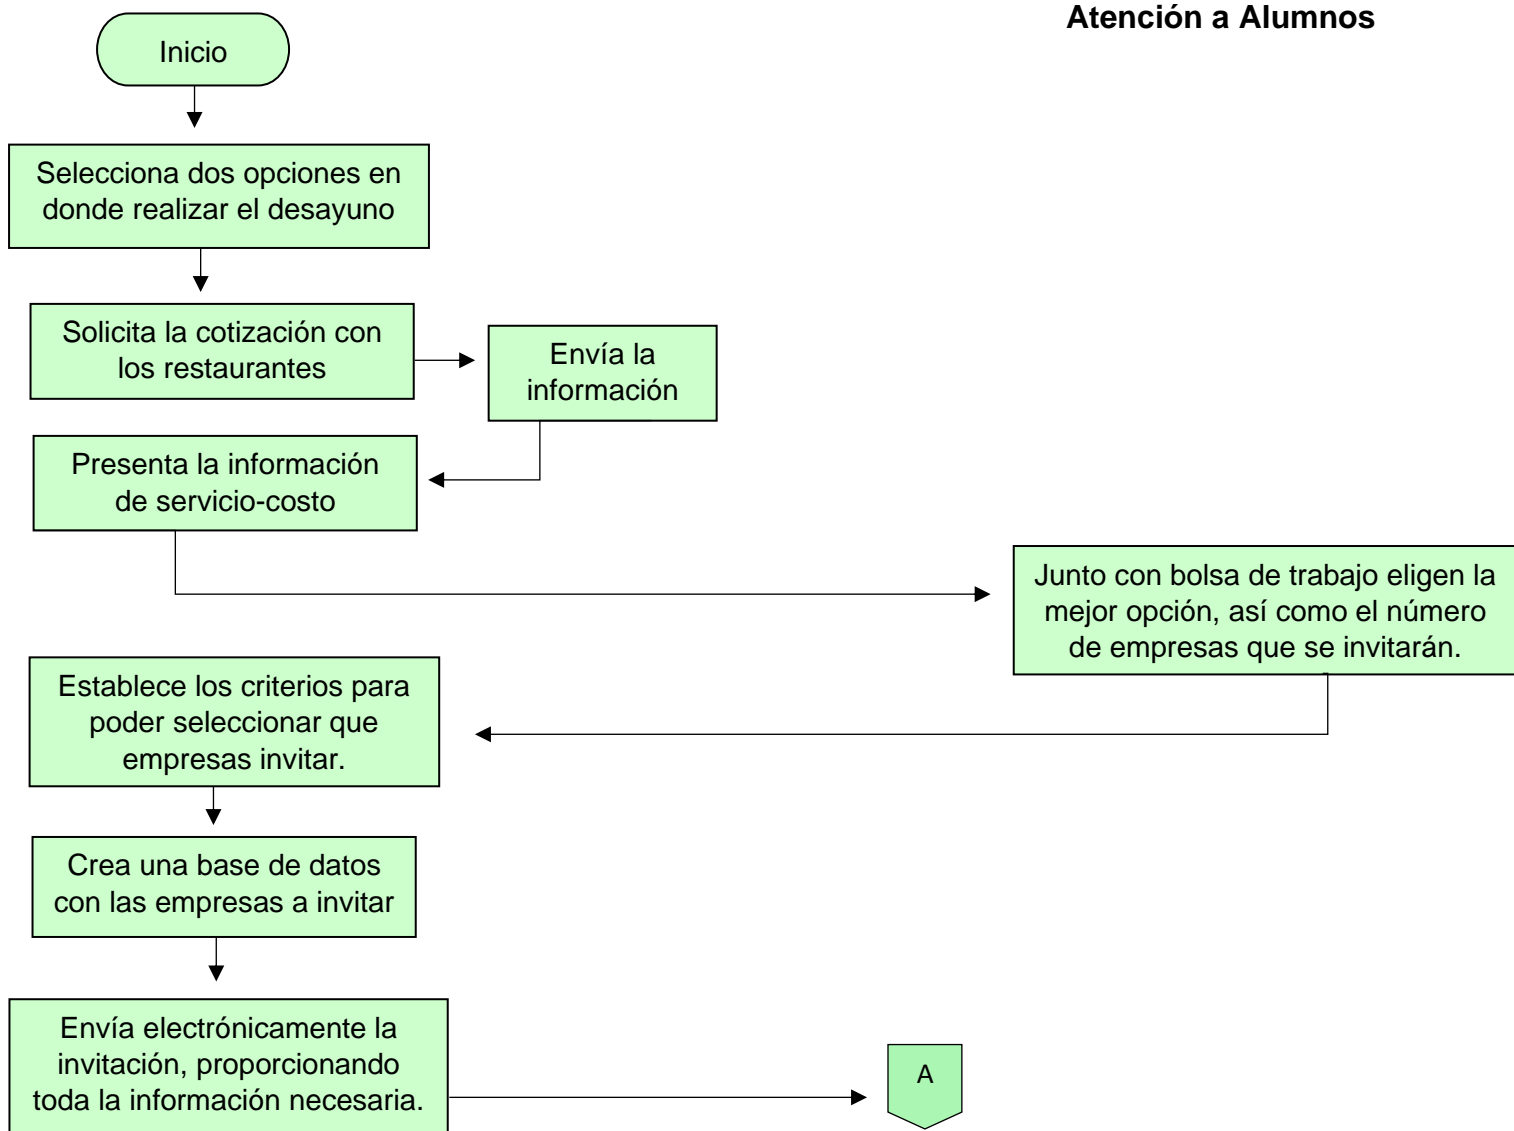 Atención a Alumnos
Inicio
Selecciona dos opciones en
donde realizar el desayuno
Solicita la cotización con
los restaurantes
Envía la
información
Presenta la información
de servicio-costo
Junto con bolsa de trabajo eligen la
mejor opción, así como el número
de empresas que se invitarán.
Establece los criterios para
poder seleccionar que
empresas invitar.
Crea una base de datos
con las empresas a invitar
Envía electrónicamente la
invitación, proporcionando
toda la información necesaria.
A